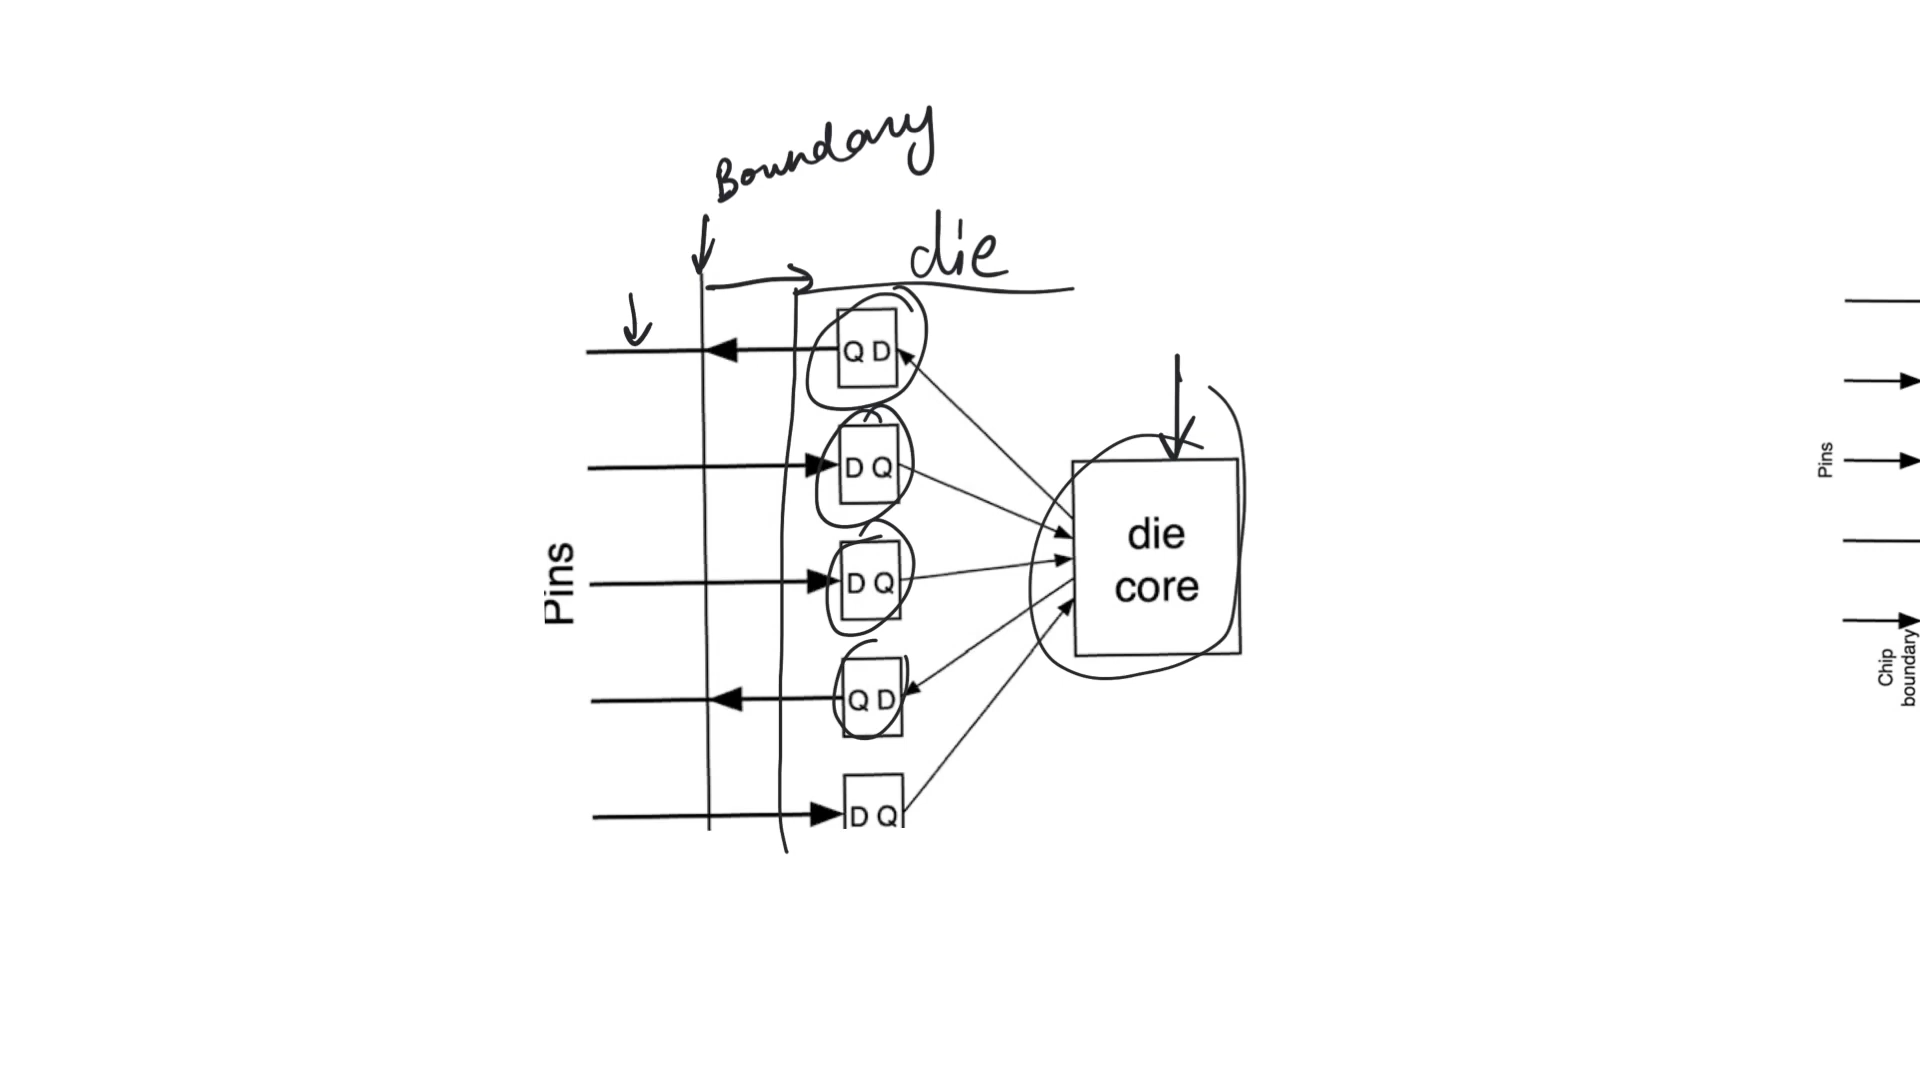 Boundary
die
Q D
D Q
D Q
Q D
D Q
Pins
die
core
Pins
Chip
boundary